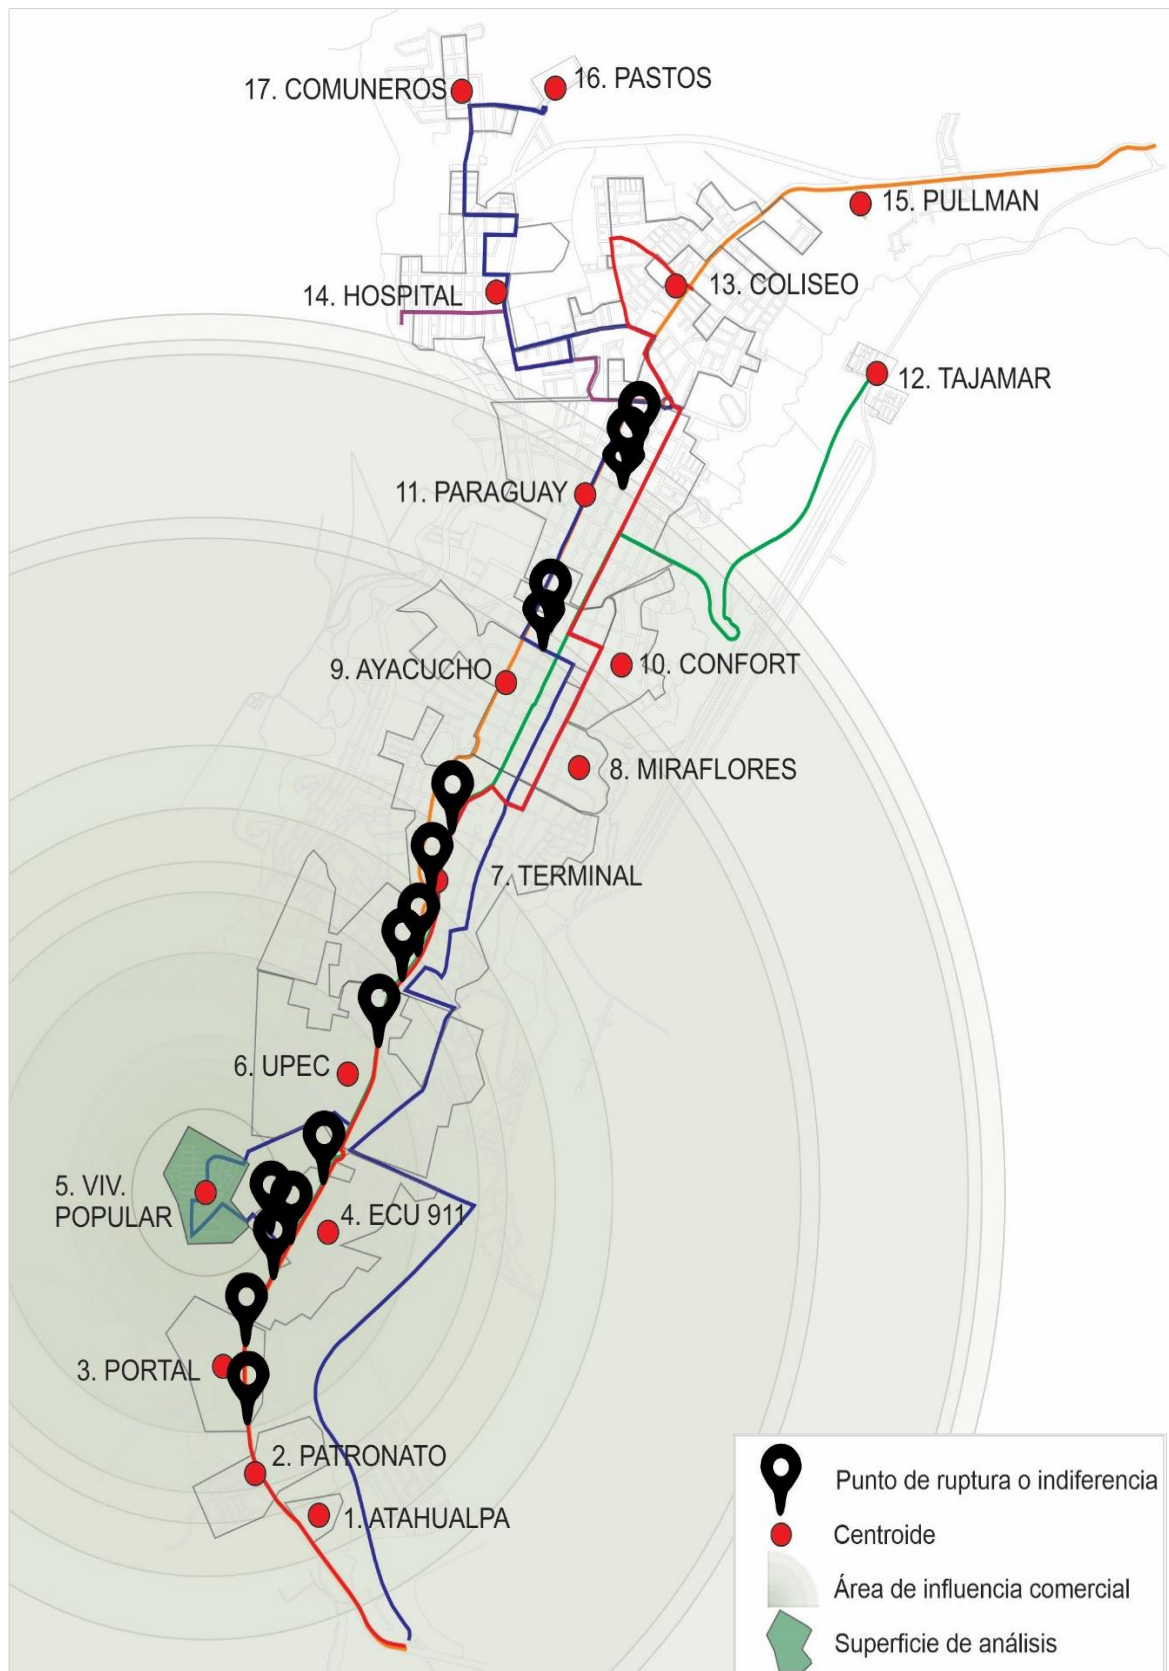 17. COMUNEROS
16. PASTOS
15. PULLMAN
14. HOSPITAL
13. COLISEO
12. TAJAMAR
11. PARAGUAY
9. AYACUCHO
10. CONFORT
8. MIRAFLORES
7. TERMINAL
6. UPEC
5. VIV.
POPULAR
4. ECU 911
3. PORTAL
2. PATRONATO
1. ATAHUALPA
Punto de ruptura o indiferencia
Centroide
Área de influencia comercial
Superficie de análisis